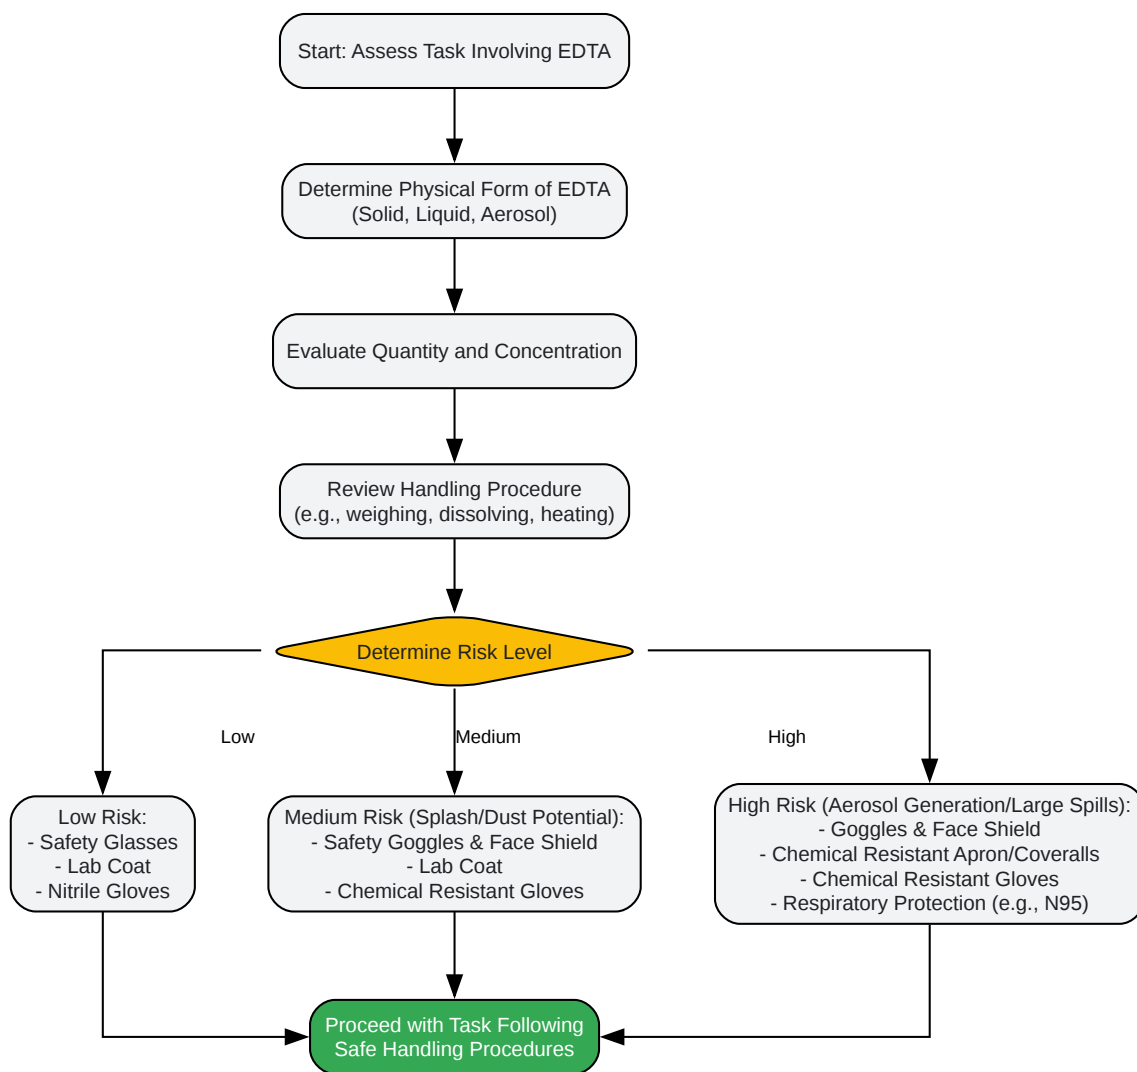 Start: Assess Task Involving EDTA
Determine Physical Form of EDTA
(Solid, Liquid, Aerosol)
Evaluate Quantity and Concentration
Review Handling Procedure
(e.g., weighing, dissolving, heating)
Determine Risk Level
Low
Medium
High
Low Risk:
- Safety Glasses
- Lab Coat
- Nitrile Gloves
Medium Risk (Splash/Dust Potential):
- Safety Goggles & Face Shield
- Lab Coat
- Chemical Resistant Gloves
High Risk (Aerosol Generation/Large Spills):
- Goggles & Face Shield
- Chemical Resistant Apron/Coveralls
- Chemical Resistant Gloves
- Respiratory Protection (e.g., N95)
Proceed with Task Following
Safe Handling Procedures